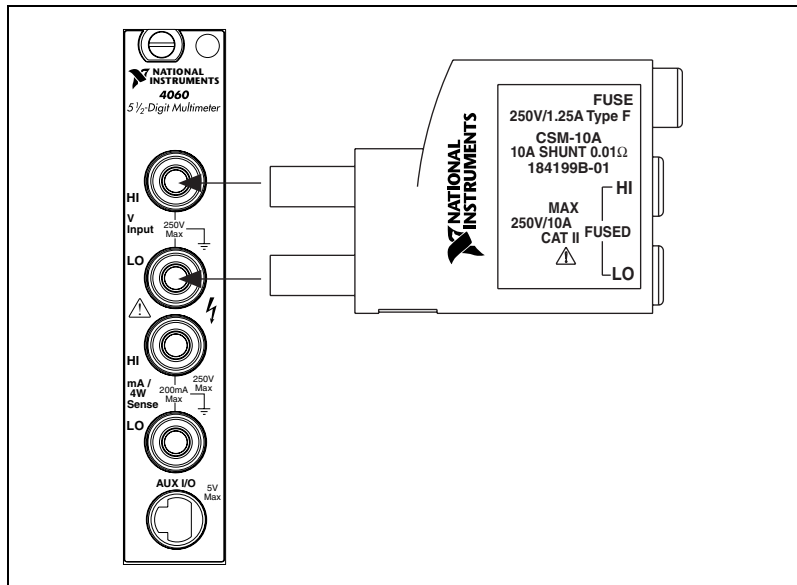 NATIONAL
INSTRUMENTS
4060
5 1/2-Digit Multimeter
HI
V
Input
250V
Max
LO
HI
mA /
4W
Sense
200mA
Max
250V
Max
LO
AUX I/O
5V
Max
NATIONAL
INSTRUMENTS
FUSE
250V/1.25A Type F
CSM-10A
10A SHUNT 0.01Ω
184199B-01
HI
MAX
250V/10A
CAT II
FUSED
LO